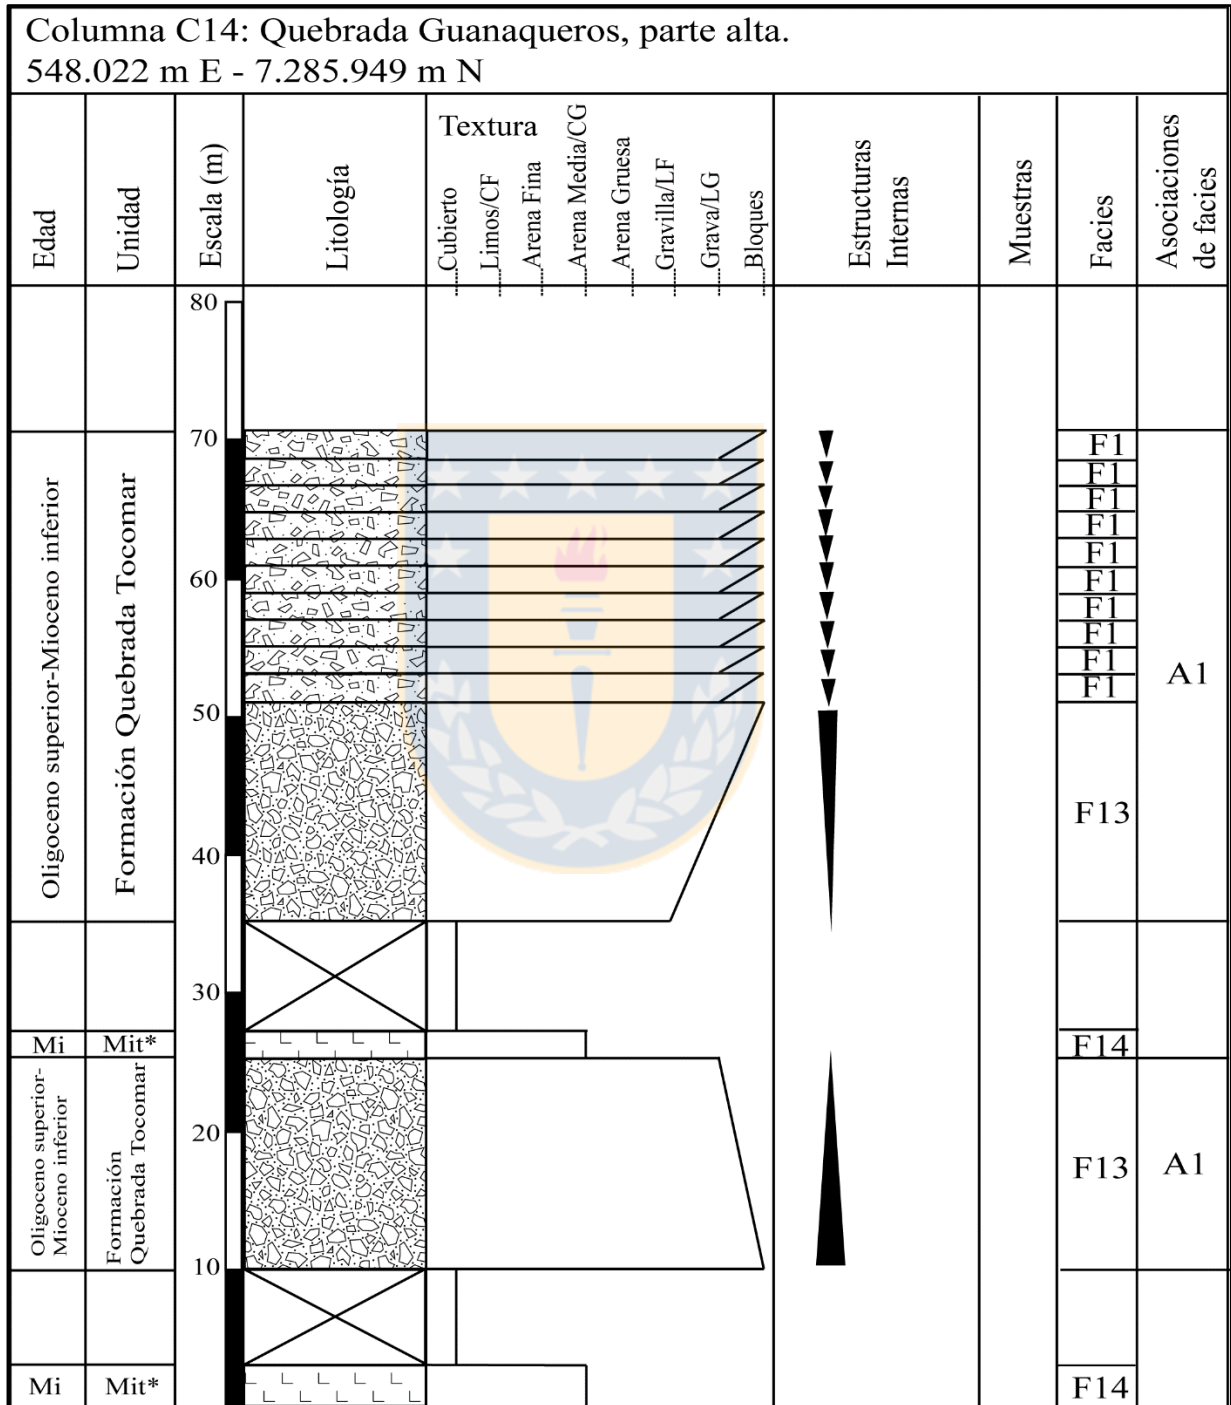 Columna C14: Quebrada Guanaqueros, parte alta.
548.022 m E - 7.285.949 m N
Edad
Unidad
Escala (m)
Litología
Textura
Cubierto
Limos/CF
Arena Fina
Arena Media/CG
Arena Gruesa
Gravilla/LF
Grava/LG
Bloques
Estructuras
Internas
Muestras
Facies
Asociaciones
de facies
80
70
60
50
40
30
20
10
Oligoceno superior-Mioceno inferior
Formación Quebrada Tocomar
F1
F1
F1
F1
F1
F1
F1
F1
F1
F1
F13
A1
Mi
Mit*
F14
Oligoceno superior-
Mioceno inferior
Formación
Quebrada Tocomar
F13
A1
Mi
Mit*
F14